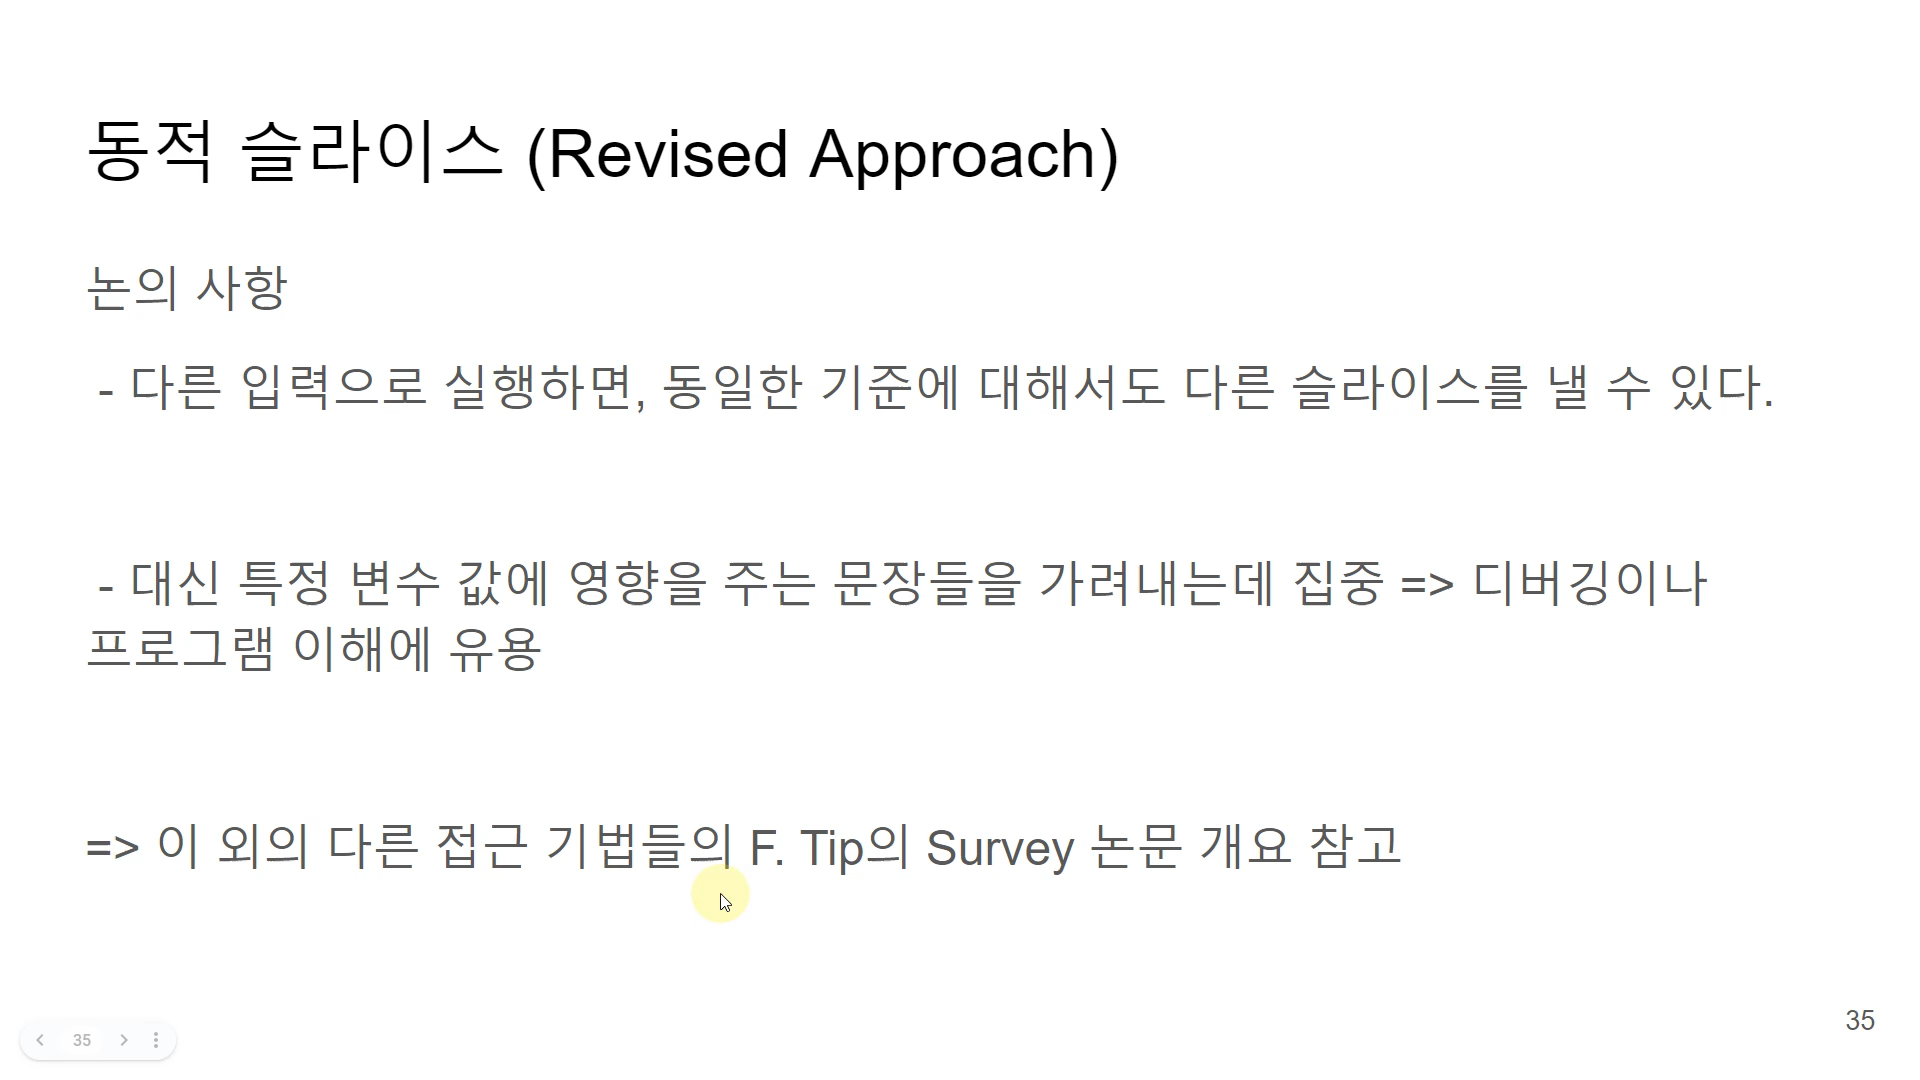 동적 슬라이스 (Revised Approach)
논의 사항
- 다른 입력으로 실행하면, 동일한 기준에 대해서도 다른 슬라이스를 낼 수 있다.
- 대신 특정 변수 값에 영향을 주는 문장들을 가려내는데 집중 => 디버깅이나
프로그램 이해에 유용
=> 이 외의 다른 접근 기법들의 F. Tip의 Survey 논문 개요 참고
35
35